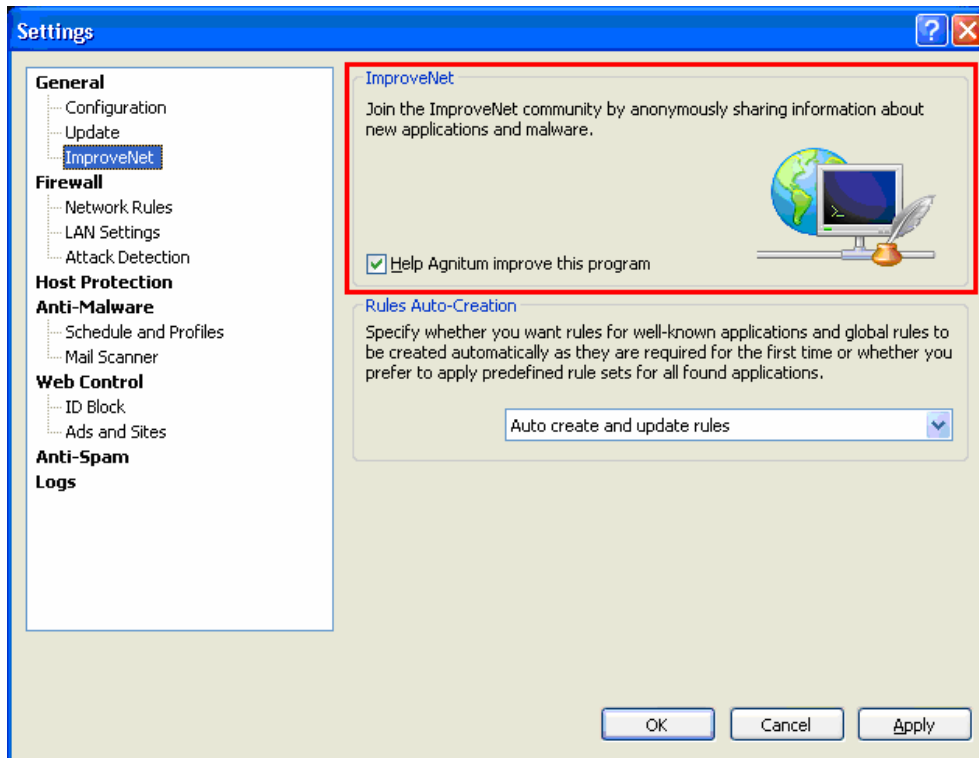 Settings
General
Configuration
Update
ImproveNet
Firewall
Network Rules
LAN Settings
Attack Detection
Host Protection
Anti-Malware
Schedule and Profiles
Mail Scanner
Web Control
ID Block
Ads and Sites
Anti-Spam
Logs
ImproveNet
Join the ImproveNet community by anonymously sharing information about
new applications and malware.
Help Agnitum improve this program
Rules Auto-Creation
Specify whether you want rules for well-known applications and global rules to
be created automatically as they are required for the first time or whether you
prefer to apply predefined rule sets for all found applications.
Auto create and update rules
OK Cancel Apply